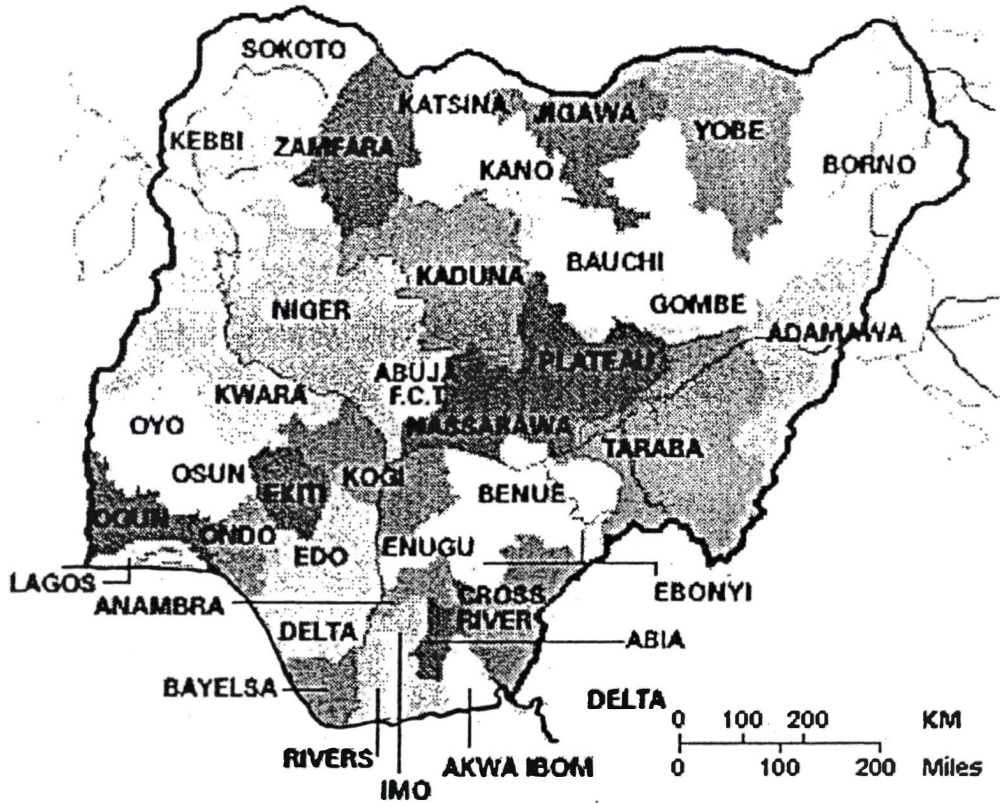 SOKOTO
KATSINA
JIGAWA
YOBE
KEBBI
ZAMFARA
KANO
BORNO
BAUCHI
KADUNA
NIGER
GOMBE
ADAMAWA
ABUJA
F.C.T
PLATEAU
KWARA
NASSARAWA
OYO
TARABA
OSUN
KOGI
EKITI
BENUE
OGUN
ONDO
EDO
ENUGU
LAGOS
EBONYI
ANAMBRA
CROSS
RIVER
DELTA
ABIA
BAYELSA
DELTA
RIVERS
AKWA IBOM
IMO
0 100 200 KM
0 100 200 Miles